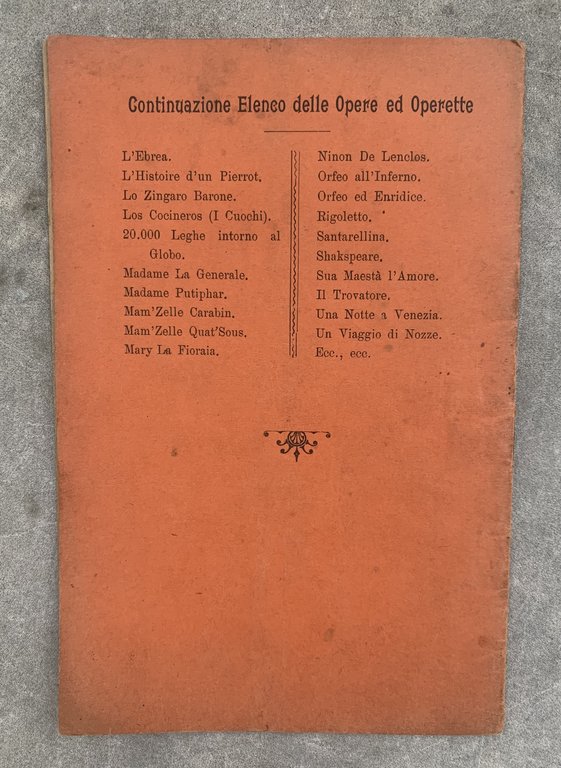 Continuazione Elenco delle Opere ed Operette
L'Ebrea.
L'Histoire d'un Pierrot.
Lo Zingaro Barone.
Los Cocineros (I Cuochi).
20.000 Leghe intorno al
Globo.
Madame La Generale.
Madame Putiphar.
Mam'Zelle Carabin.
Mam'Zelle Quat'Sous.
Mary La Fioraia.
Ninon De Lenclos.
Orfeo all'Inferno.
Orfeo ed Enridice.
Rigoletto.
Santarellina.
Shakspeare.
Sua Maestà l'Amore.
Il Trovatore.
Una Notte a Venezia.
Un Viaggio di Nozze.
Ecc., ecc.